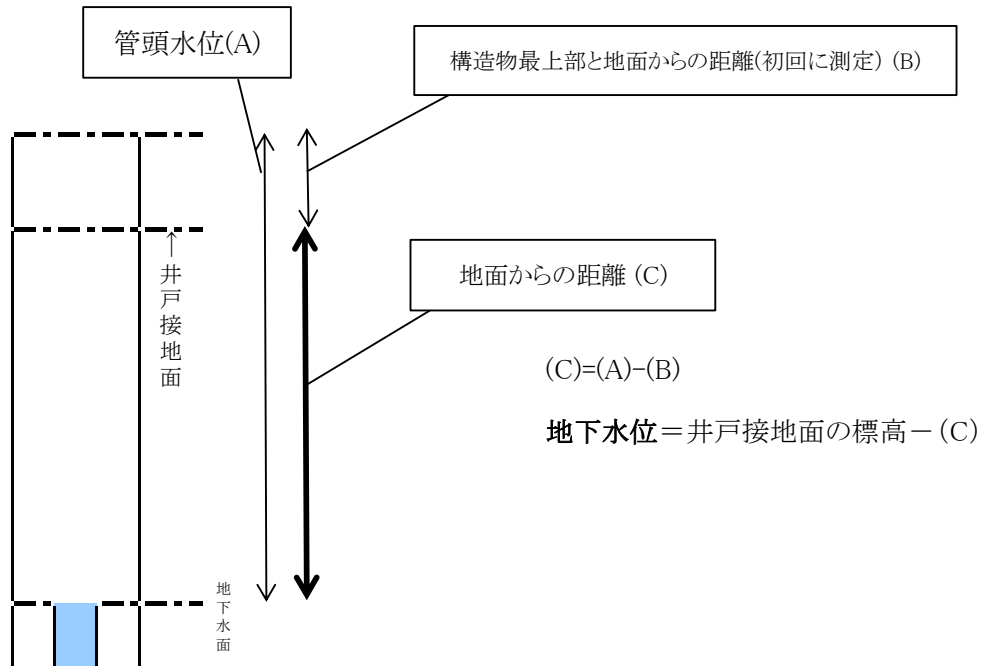 管頭水位(A)
構造物最上部と地面からの距離(初回に測定) (B)
↑井戸接地面
地面からの距離 (C)
(C)=(A)-(B)
地下水位＝井戸接地面の標高－(C)
地下水面